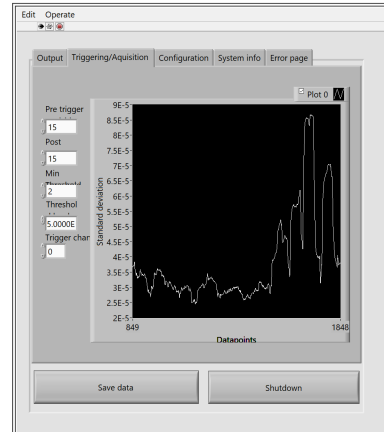 Edit Operate
Output Triggering/Aquisition Configuration System info Error page
Plot 0
Pre trigger
15
Post
15
Min
2
Threshol
5.0000E
Trigger char
0
Standard deviation
9E-5
8.5E-5
8E-5
7.5E-5
7E-5
6.5E-5
6E-5
5.5E-5
5E-5
4.5E-5
4E-5
3.5E-5
3E-5
2.5E-5
2E-5
849 1848
Datapoints
Save data Shutdown